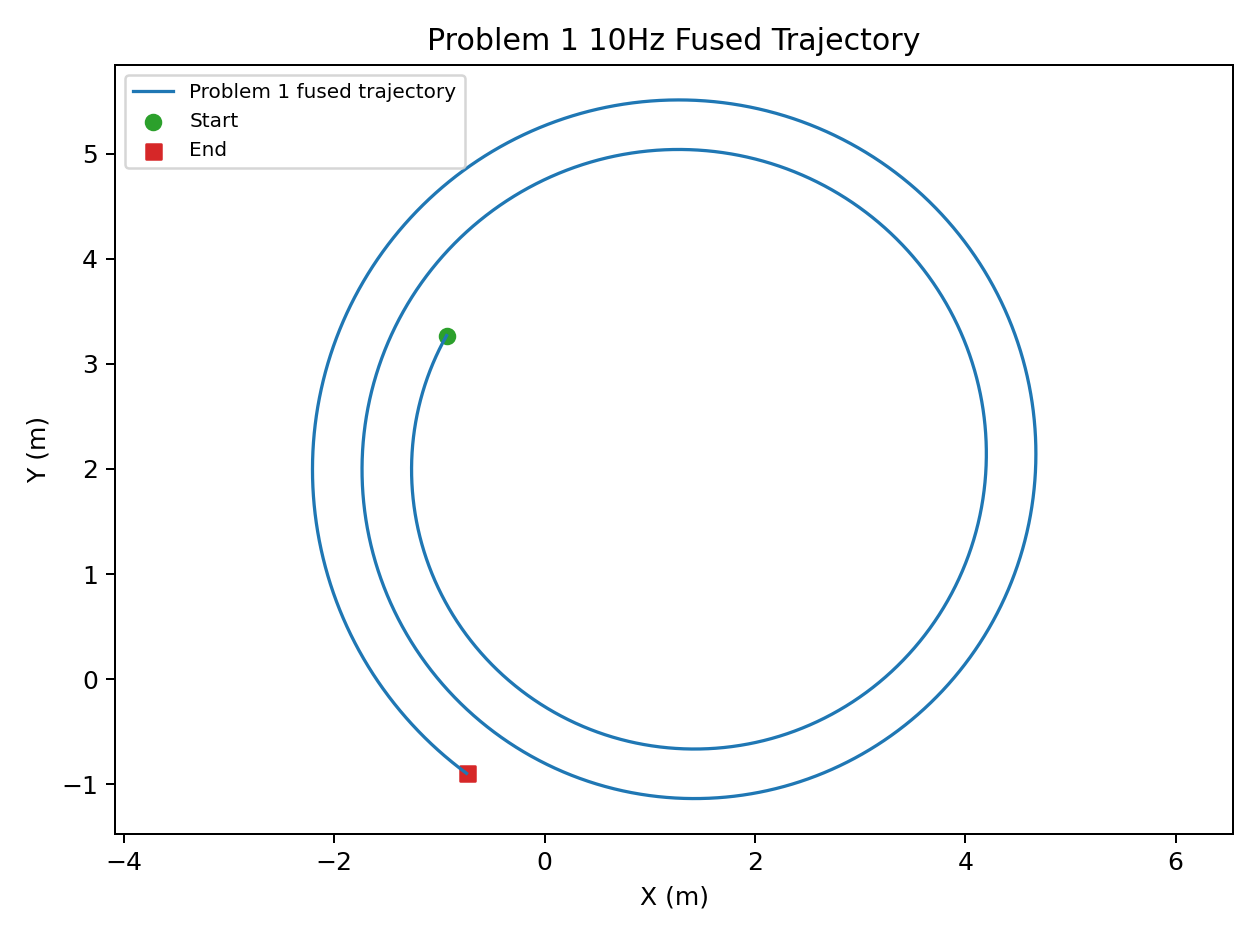 Problem 1 10Hz Fused Trajectory
Problem 1 fused trajectory
Start
End
5
4
3
2
1
0
−1
Y (m)
−4
−2
0
2
4
6
X (m)